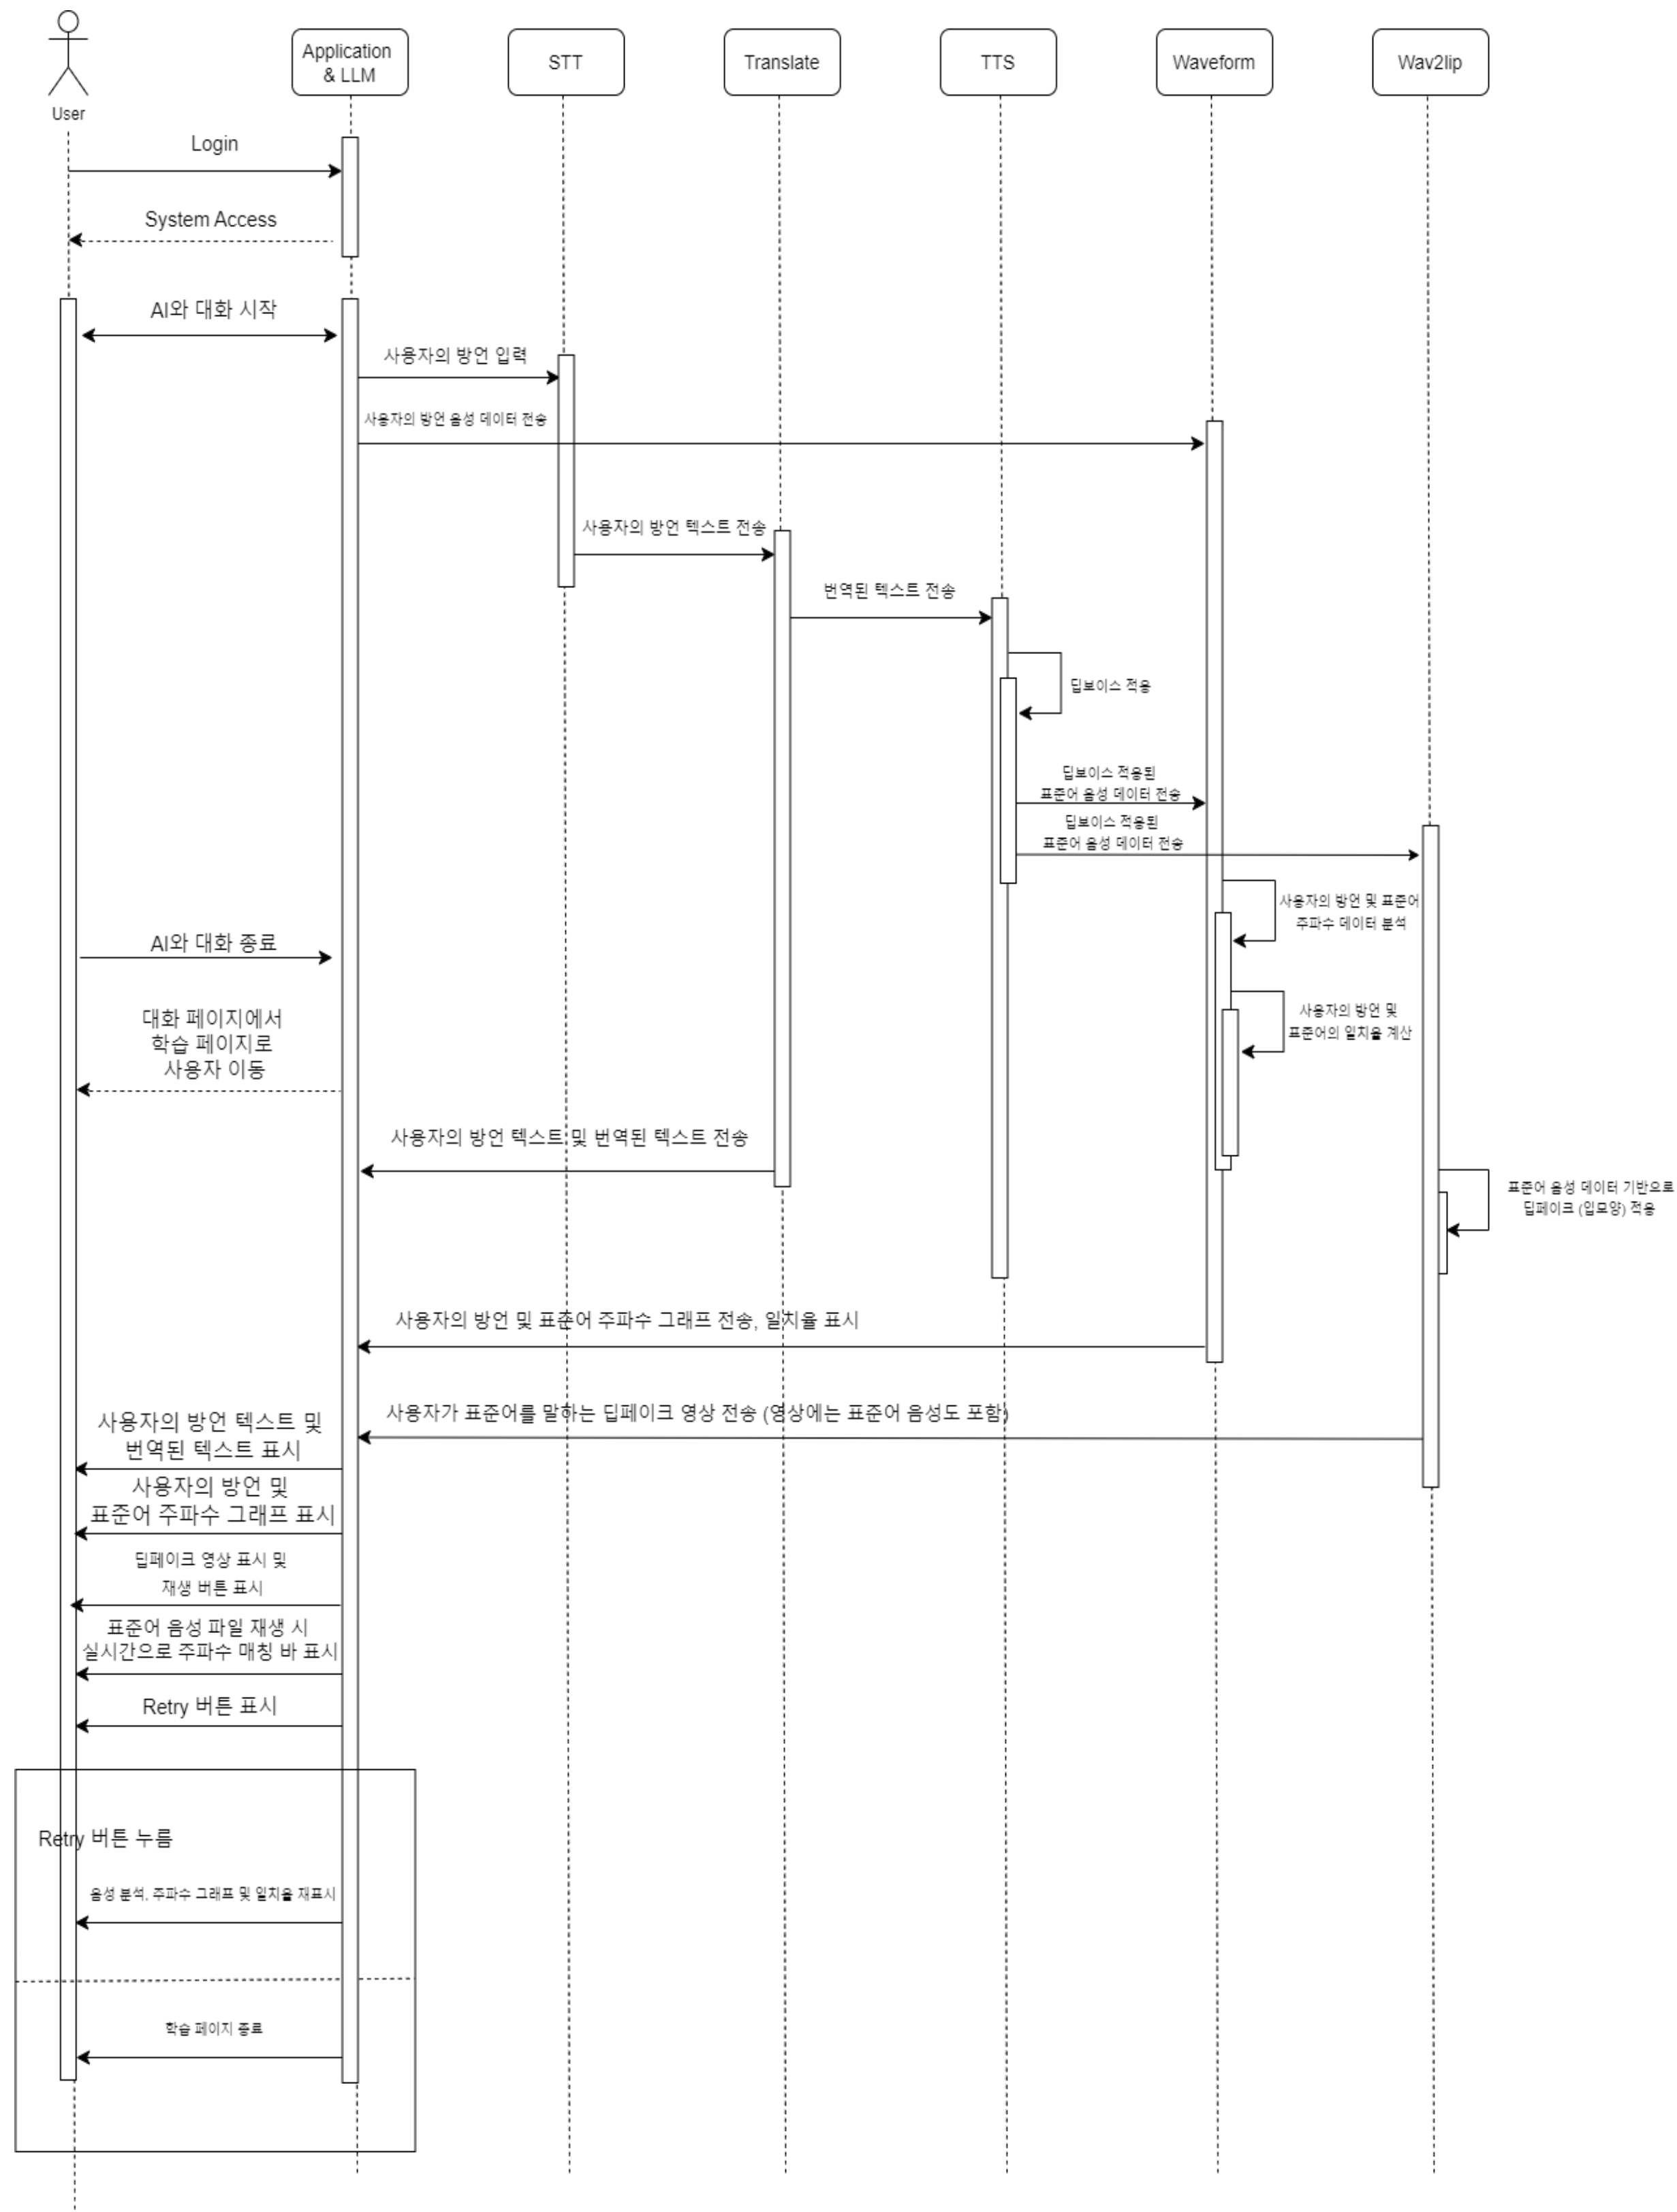 User
Application
& LLM
STT
Translate
TTS
Waveform
Wav2lip
Login
System Access
AI와 대화 시작
사용자의 방언 입력
사용자의 방언 음성 데이터 전송
사용자의 방언 텍스트 전송
번역된 텍스트 전송
딥보이스 적용
딥보이스 적용된
표준어 음성 데이터 전송
딥보이스 적용된
표준어 음성 데이터 전송
사용자의 방언 및 표준어
주파수 데이터 분석
AI와 대화 종료
사용자의 방언 및
표준어의 일치율 계산
대화 페이지에서
학습 페이지로
사용자 이동
사용자의 방언 텍스트 및 번역된 텍스트 전송
표준어 음성 데이터 기반으로
딥페이크 (입모양) 적용
사용자의 방언 및 표준어 주파수 그래프 전송, 일치율 표시
사용자가 표준어를 말하는 딥페이크 영상 전송 (영상에는 표준어 음성도 포함)
사용자의 방언 텍스트 및
번역된 텍스트 표시
사용자의 방언 및
표준어 주파수 그래프 표시
딥페이크 영상 표시 및
재생 버튼 표시
표준어 음성 파일 재생 시
실시간으로 주파수 매칭 바 표시
Retry 버튼 표시
Retry 버튼 누름
음성 분석, 주파수 그래프 및 일치율 재표시
학습 페이지 종료